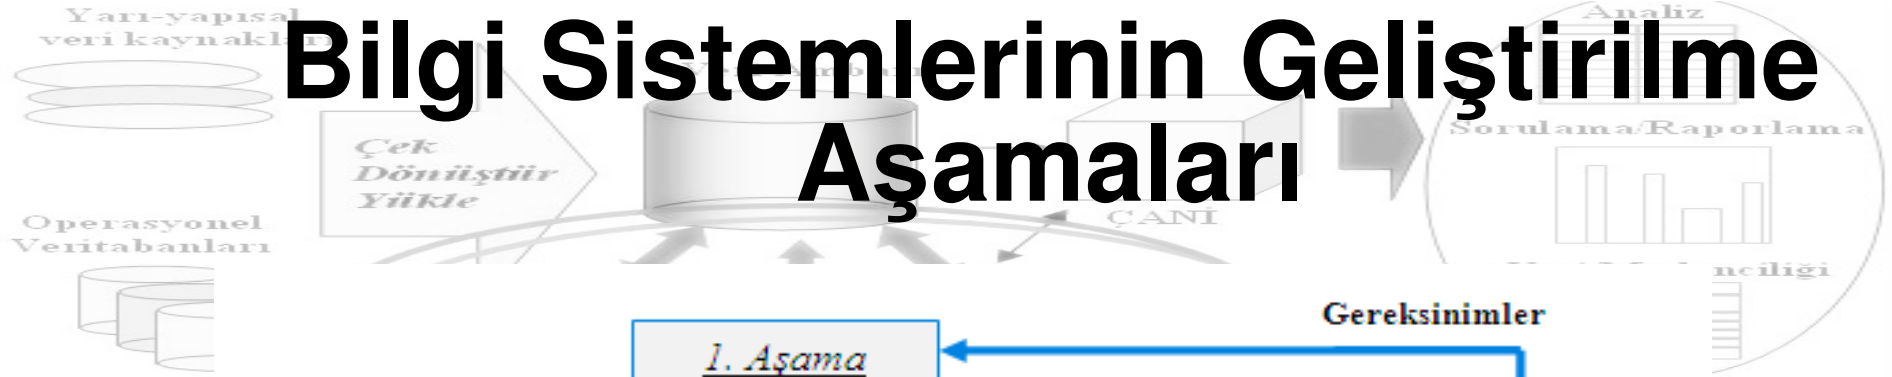 Bilgi Sistemlerinin Geliştirilme
Aşamaları
Yarı-yapısal
veri kaynakları
Çek
Dönüştür
Yükle
Operasyonel
Veritabanları
ÇANİ
Analiz
Sorulama/Raporlama
Gereksinimler
1. Aşama